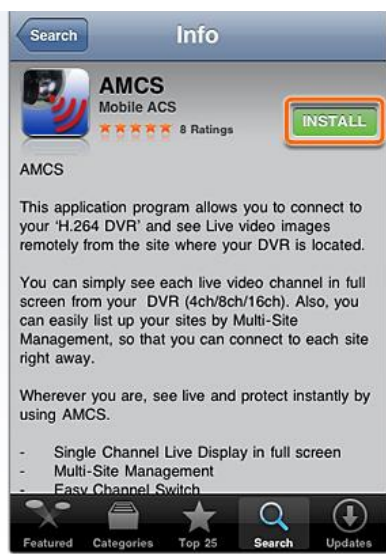 Search
Info
AMCS
Mobile ACS
8 Ratings
INSTALL
AMCS
This application program allows you to connect to
your ‘H.264 DVR’ and see Live video images
remotely from the site where your DVR is located.
You can simply see each live video channel in full
screen from your DVR (4ch/8ch/16ch). Also, you
can easily list up your sites by Multi-Site
Management, so that you can connect to each site
right away.
Wherever you are, see live and protect instantly by
using AMCS.
- Single Channel Live Display in full screen
- Multi-Site Management
- Easy Channel Switch
Featured Categories Top 25 Search Updates